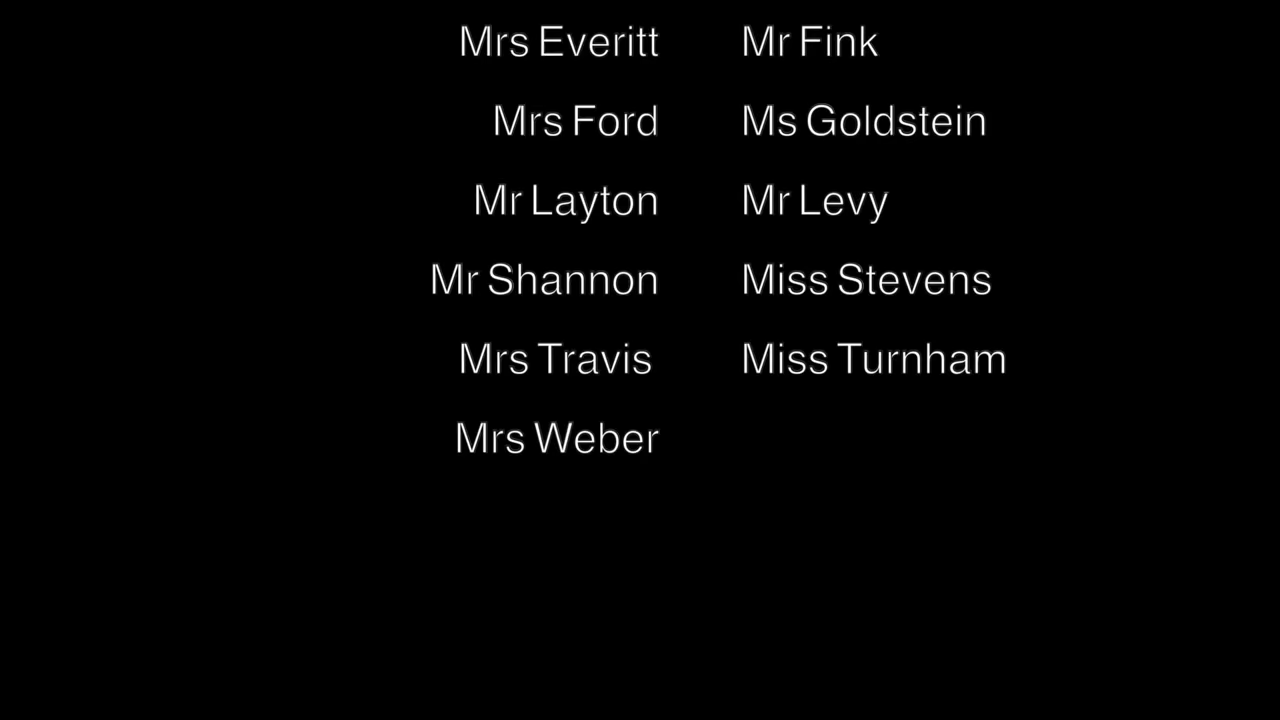 Mrs Everitt Mr Fink
Mrs Ford Ms Goldstein
Mr Layton Mr Levy
Mr Shannon Miss Stevens
Mrs Travis Miss Turnham
Mrs Weber